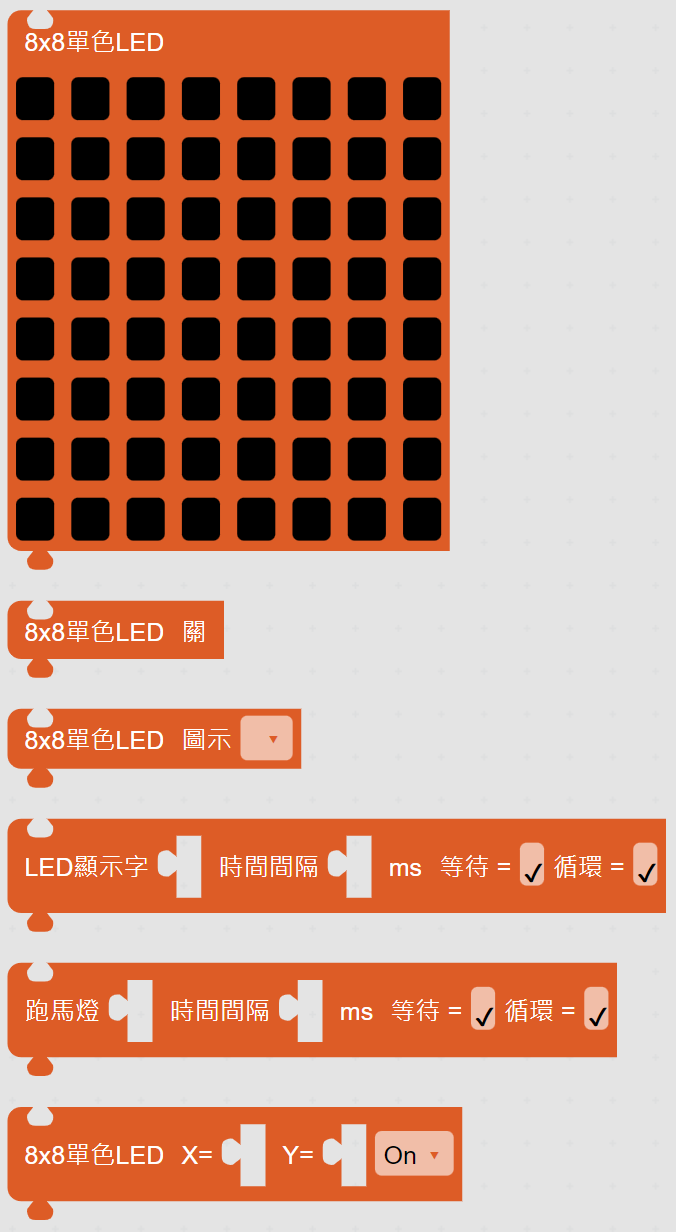 8x8單色LED
8x8單色LED 關
8x8單色LED 圖示
LED顯示字 時間間隔 ms 等待 = ✓ 循環 = ✓
跑馬燈 時間間隔 ms 等待 = ✓ 循環 = ✓
8x8單色LED X= Y= On